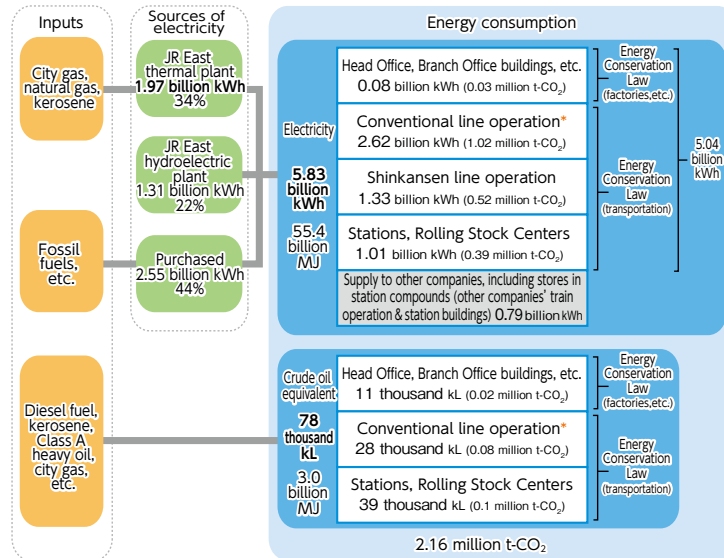 Inputs
Sources of
electricity
Energy consumption
City gas,
natural gas,
kerosene
Fossil
fuels,
etc.
Diesel fuel,
kerosene,
Class A
heavy oil,
city gas,
etc.
JR East
thermal plant
1.97 billion kWh
34%
JR East
hydroelectric
plant
1.31 billion kWh
22%
Purchased
2.55 billion kWh
44%
Electricity
5.83
billion
kWh
55.4
billion
MJ
Head Office, Branch Office buildings, etc.
0.08 billion kWh (0.03 million t-CO₂)
Conventional line operation*
2.62 billion kWh (1.02 million t-CO₂)
Shinkansen line operation
1.33 billion kWh (0.52 million t-CO₂)
Stations, Rolling Stock Centers
1.01 billion kWh (0.39 million t-CO₂)
Supply to other companies, including stores in
station compounds (other companies' train
operation & station buildings) 0.79 billion kWh
Energy
Conservation
Law
(factories,etc.)
Energy
Conservation
Law
(transportation)
5.04
billion
kWh
Crude oil
equivalent
78
thousand
kL
3.0
billion
MJ
Head Office, Branch Office buildings, etc.
11 thousand kL (0.02 million t-CO₂)
Conventional line operation*
28 thousand kL (0.08 million t-CO₂)
Stations, Rolling Stock Centers
39 thousand kL (0.1 million t-CO₂)
Energy
Conservation
Law
(factories,etc.)
Energy
Conservation
Law
(transportation)
2.16 million t-CO₂